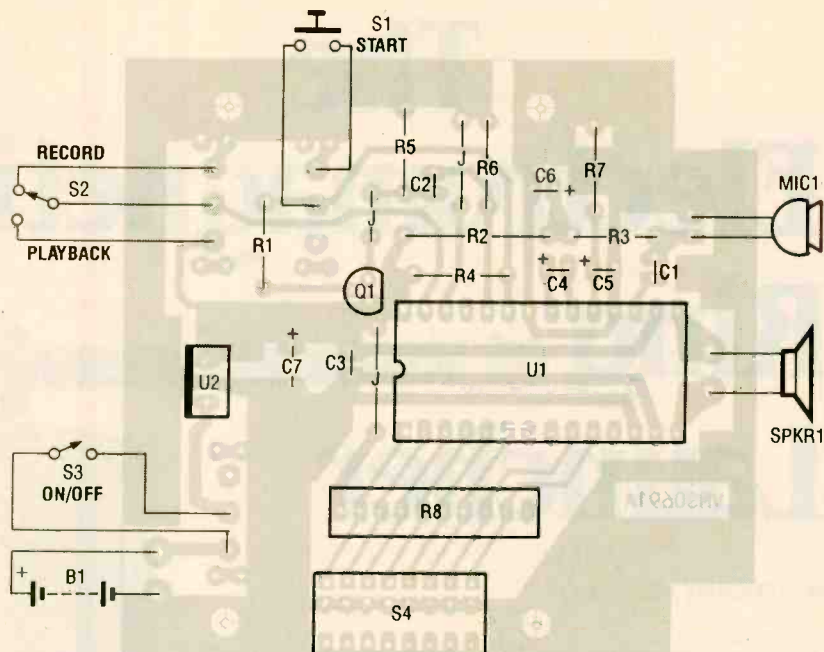 S1
START
RECORD
S2
PLAYBACK
R5
J
R6
C6 +
R7
MIC1
C2
R1
J
R2
R3
R4
+ C4
+ C5
C1
Q1
+
C7
C3
J
U1
U2
SPKR1
S3
ON/OFF
R8
VN30691A
+ B1
S4